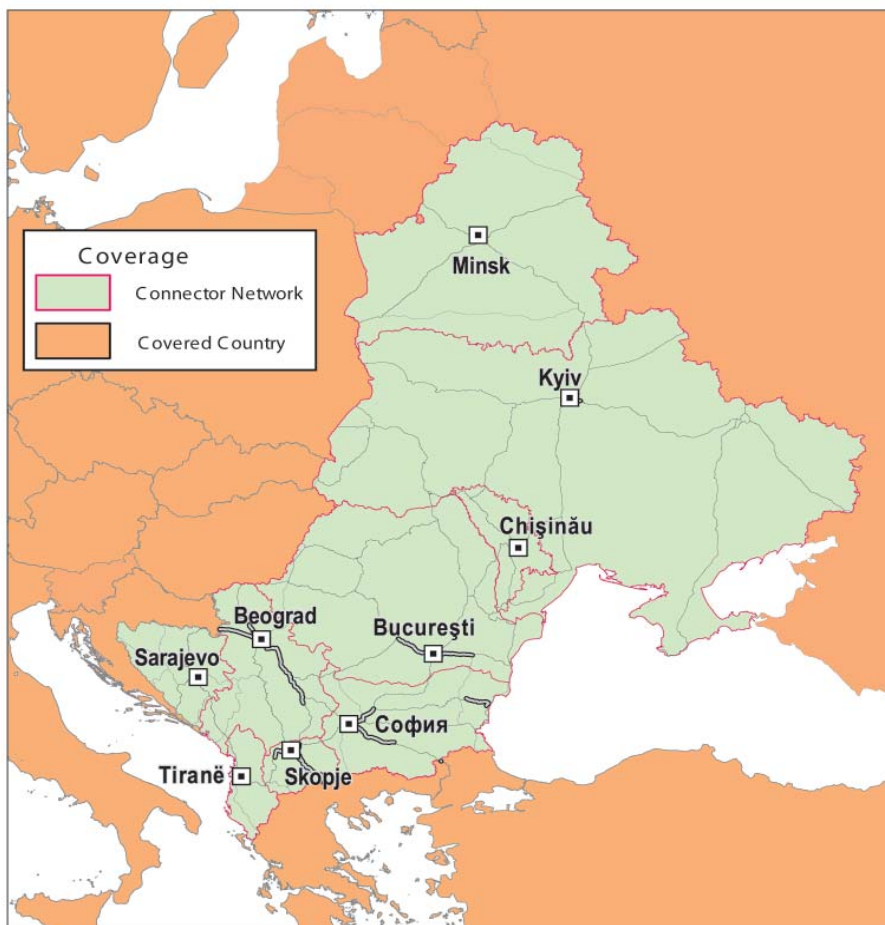 Coverage
Connector Network
Covered Country
Minsk
Kyiv
Chişinău
Beograd
Bucureşti
Sarajevo
София
Tiranë
Skopje